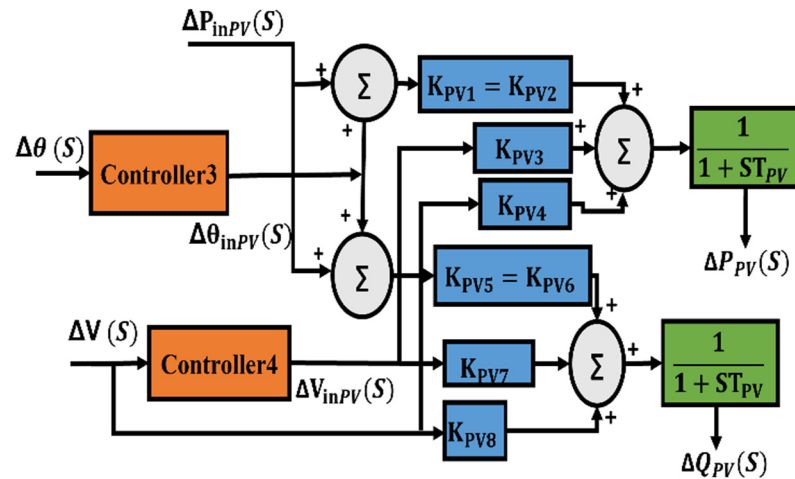 ΔP_inPV(S)
+
Σ
+
K_PV1 = K_PV2
+
+
K_PV3
+
Σ
1
1 + ST_PV
Δθ (S)
Controller3
Δθ_inPV(S)
K_PV4
+
ΔP_PV(S)
+
+
Σ
K_PV5 = K_PV6
+
ΔV (S)
Controller4
ΔV_inPV(S)
K_PV7
+
Σ
+
1
1 + ST_PV
K_PV8
+
ΔQ_PV(S)